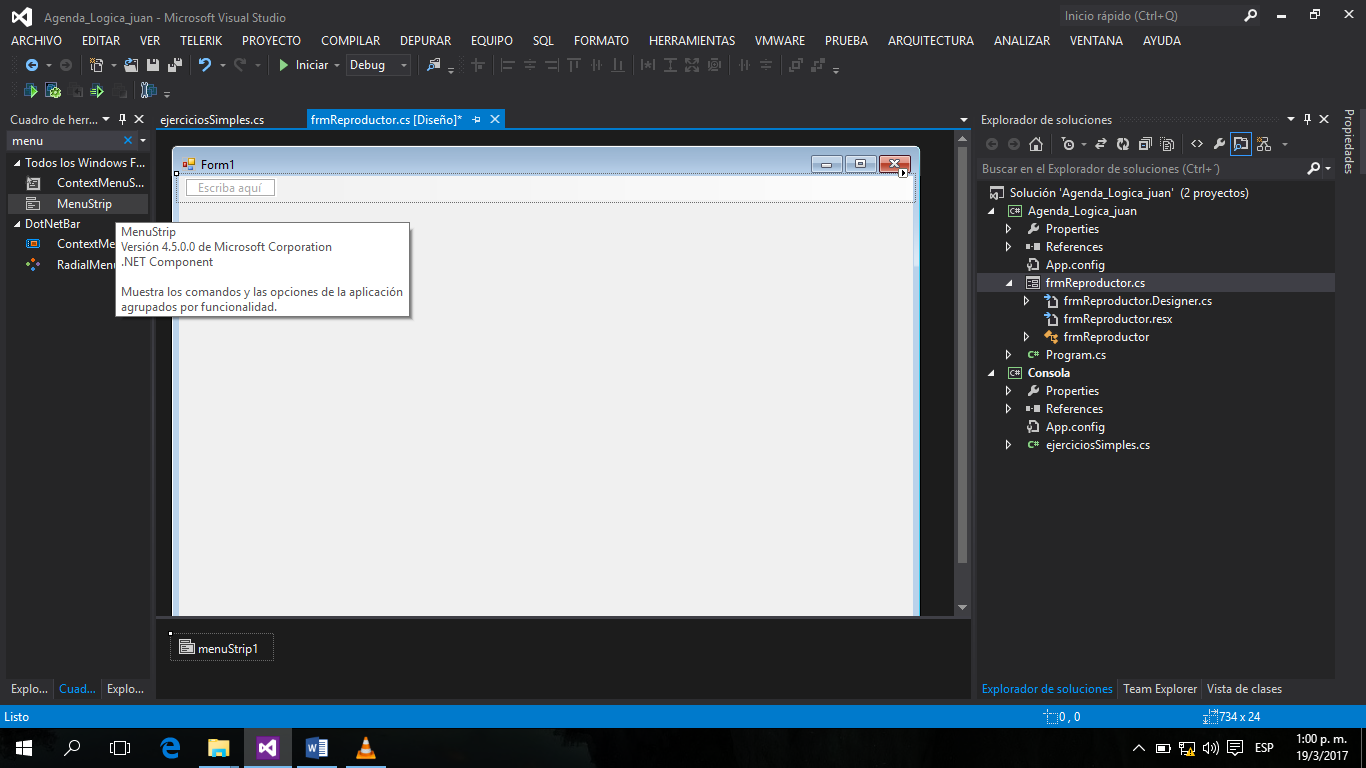 Agenda_Logica_juan - Microsoft Visual Studio
Inicio rápido (Ctrl+Q)
ARCHIVO EDITAR VER TELERIK PROYECTO COMPILAR DEPURAR EQUIPO SQL FORMATO HERRAMIENTAS VMWARE PRUEBA ARQUITECTURA ANALIZAR VENTANA AYUDA
Iniciar Debug
Cuadro de herr...
menu
Todos los Windows F...
ContextMenuS...
MenuStrip
DotNetBar
ContextMe
RadialMenu
MenuStrip
Versión 4.5.0.0 de Microsoft Corporation
.NET Component
Muestra los comandos y las opciones de la aplicación
agrupados por funcionalidad.
Explo... Cuad... Explo...
ejerciciosSimples.cs frmReproductor.cs [Diseño]*
Form1
Escriba aquí
menuStrip1
Explorador de soluciones
Buscar en el Explorador de soluciones (Ctrl+´)
Solución 'Agenda_Logica_juan' (2 proyectos)
Agenda_Logica_juan
Properties
References
App.config
frmReproductor.cs
frmReproductor.Designer.cs
frmReproductor.resx
frmReproductor
Program.cs
Consola
Properties
References
App.config
ejerciciosSimples.cs
Explorador de soluciones Team Explorer Vista de clases
Propiedades
Listo
0 , 0
734 x 24
ESP
1:00 p. m.
19/3/2017